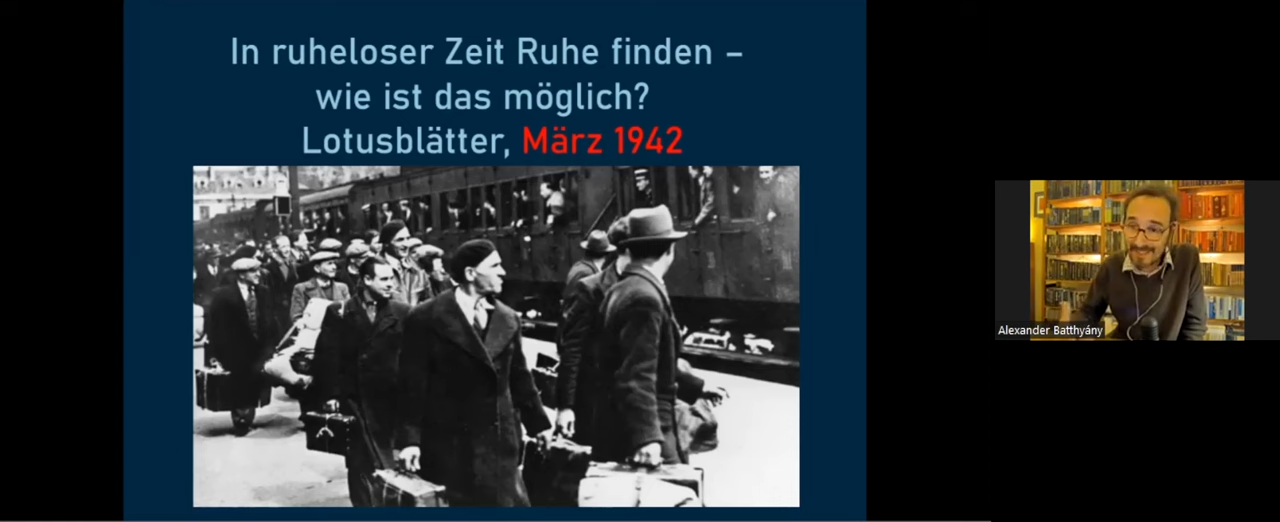 In ruheloser Zeit Ruhe finden –
wie ist das möglich?
Lotusblätter, März 1942
Alexander Batthyány